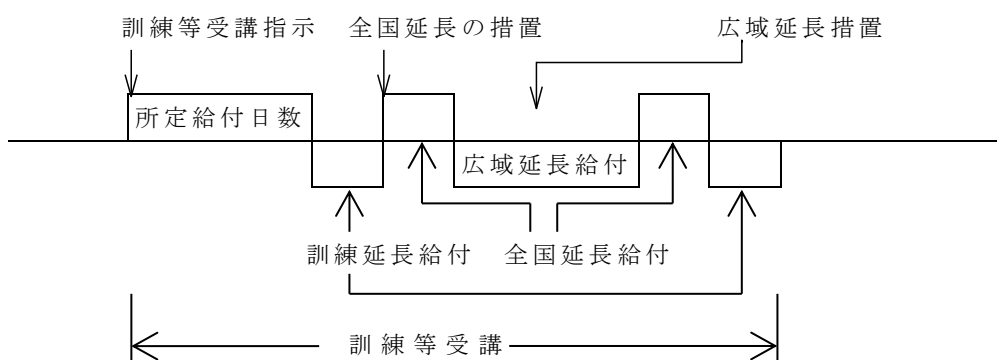 訓練等受講指示 全国延長の措置 広域延長措置
所定給付日数
広域延長給付
訓練延長給付 全国延長給付
訓練等受講